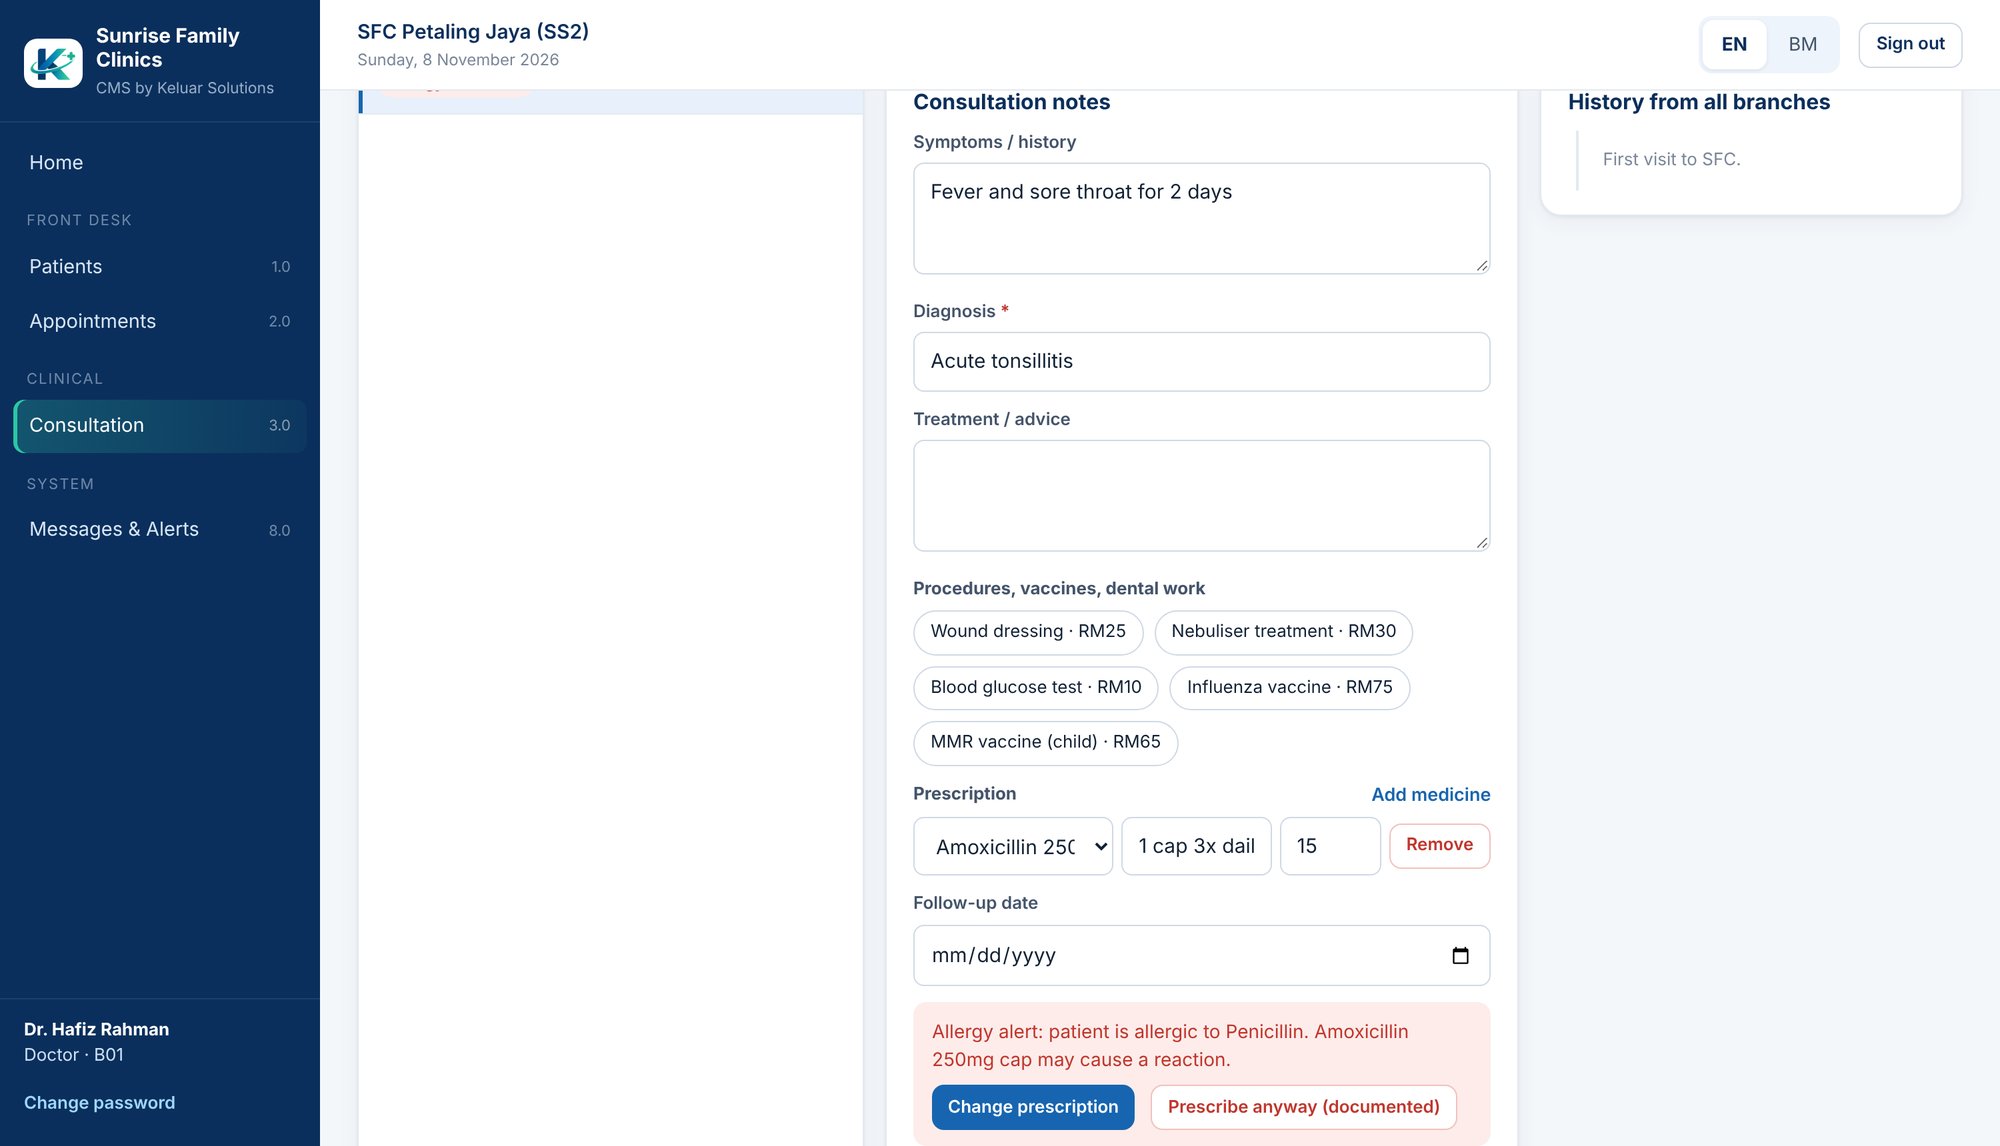 Sunrise Family
Clinics
CMS by Keluar Solutions
Home
FRONT DESK
Patients 1.0
Appointments 2.0
CLINICAL
Consultation 3.0
SYSTEM
Messages & Alerts 8.0
Dr. Hafiz Rahman
Doctor · B01
Change password
SFC Petaling Jaya (SS2)
Sunday, 8 November 2026
EN BM Sign out
Consultation notes
Symptoms / history
Fever and sore throat for 2 days
Diagnosis *
Acute tonsillitis
Treatment / advice
Procedures, vaccines, dental work
Wound dressing · RM25 Nebuliser treatment · RM30
Blood glucose test · RM10 Influenza vaccine · RM75
MMR vaccine (child) · RM65
Prescription Add medicine
Amoxicillin 250 1 cap 3x dail 15 Remove
Follow-up date
mm/dd/yyyy
Allergy alert: patient is allergic to Penicillin. Amoxicillin
250mg cap may cause a reaction.
Change prescription Prescribe anyway (documented)
History from all branches
First visit to SFC.